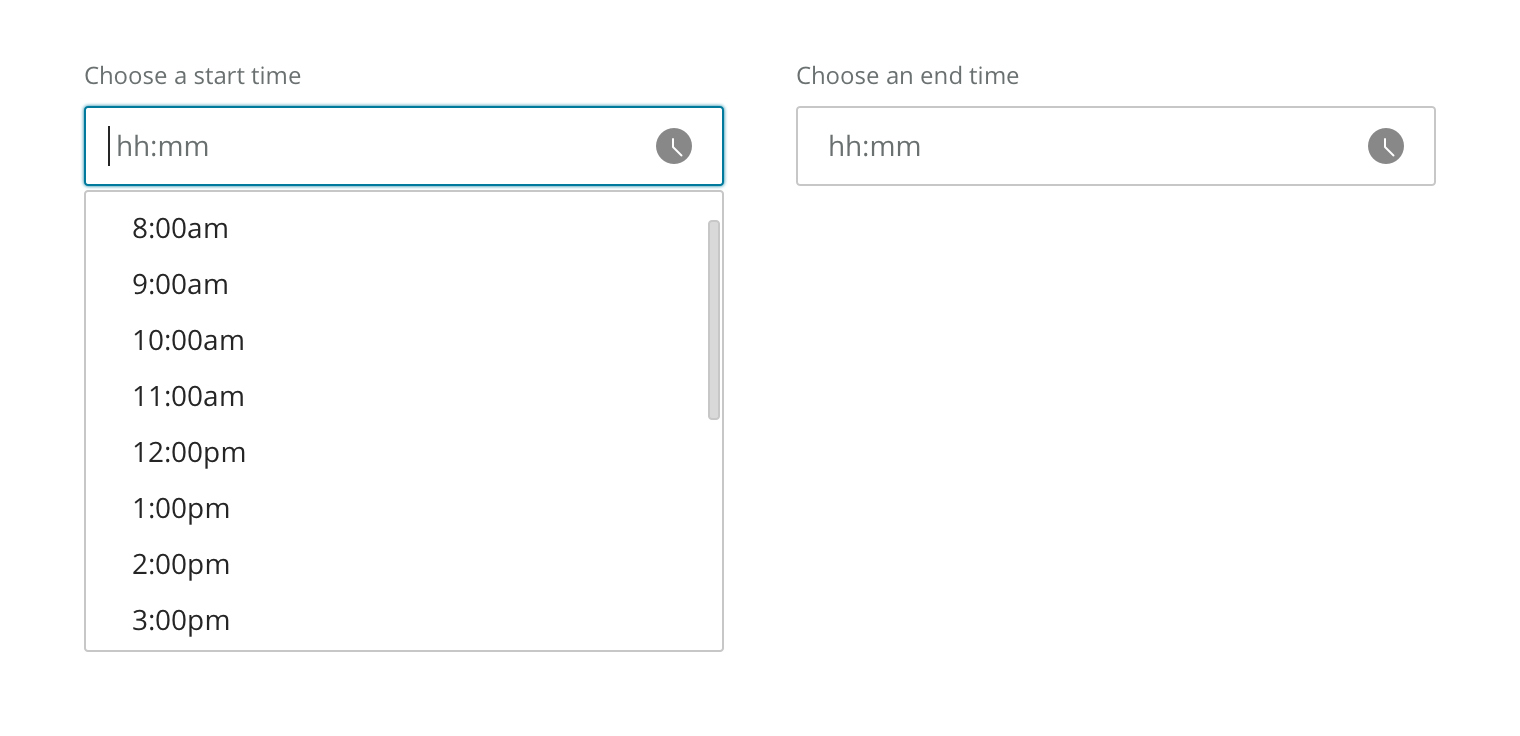 Choose a start time
hh:mm
8:00am
9:00am
10:00am
11:00am
12:00pm
1:00pm
2:00pm
3:00pm
Choose an end time
hh:mm